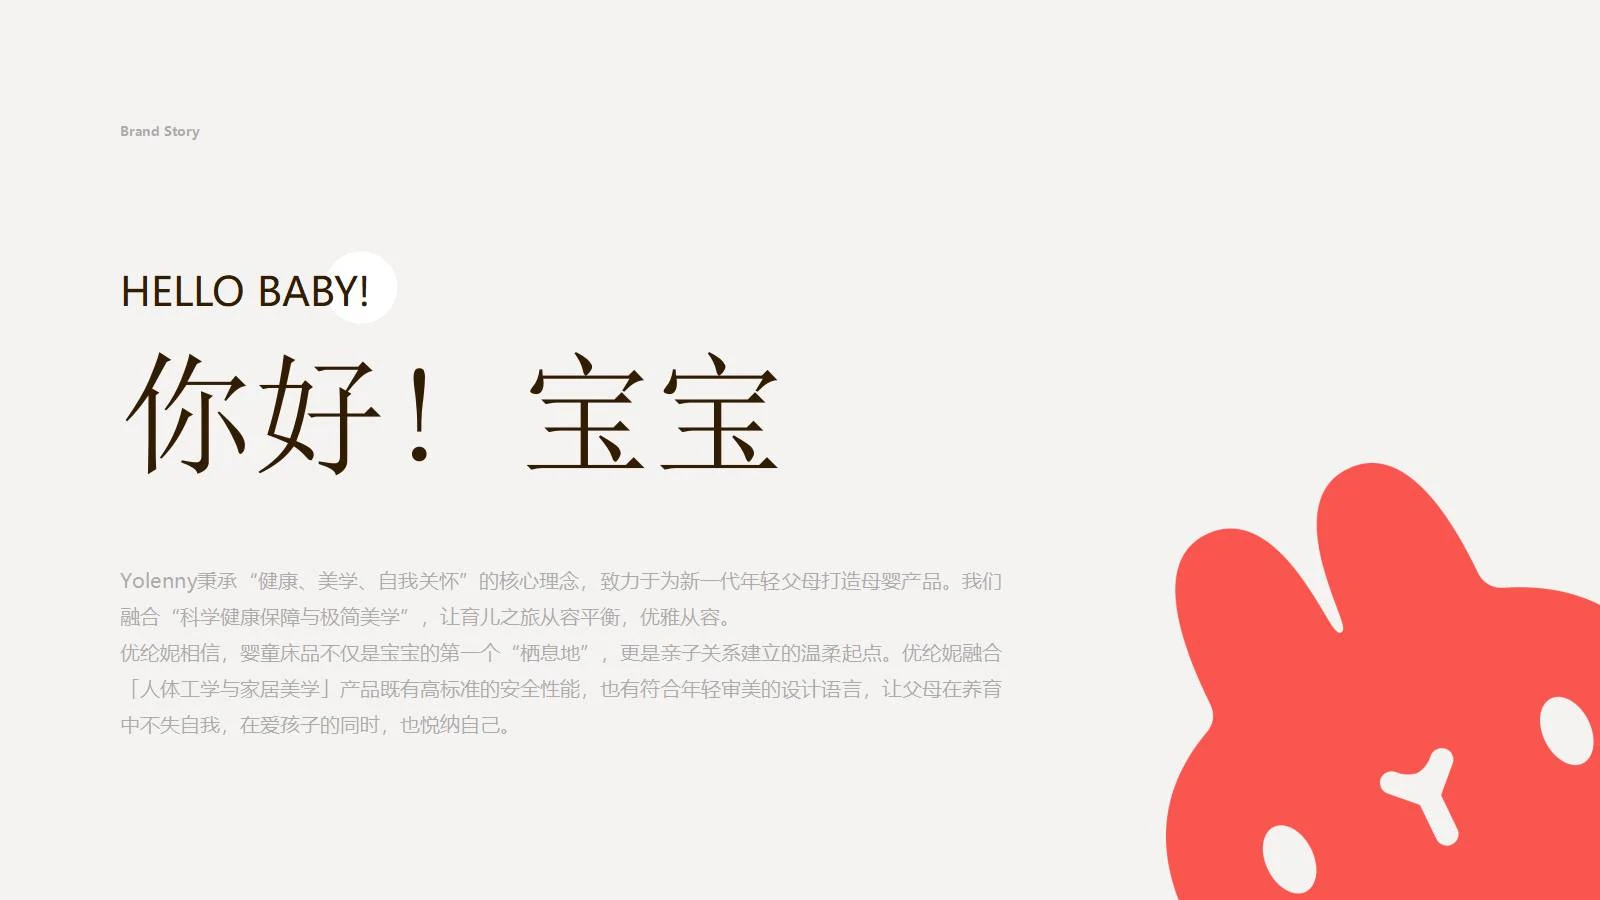 Brand Story
HELLO BABY!
你好！宝宝
Yolenny秉承“健康、美学、自我关怀”的核心理念，致力于为新一代年轻父母打造母婴产品。我们
融合“科学健康保障与极简美学”，让育儿之旅从容平衡，优雅从容。
优纶妮相信，婴童床品不仅是宝宝的第一个“栖息地”，更是亲子关系建立的温柔起点。优纶妮融合
「人体工学与家居美学」产品既有高标准的安全性能，也有符合年轻审美的设计语言，让父母在养育
中不失自我，在爱孩子的同时，也悦纳自己。